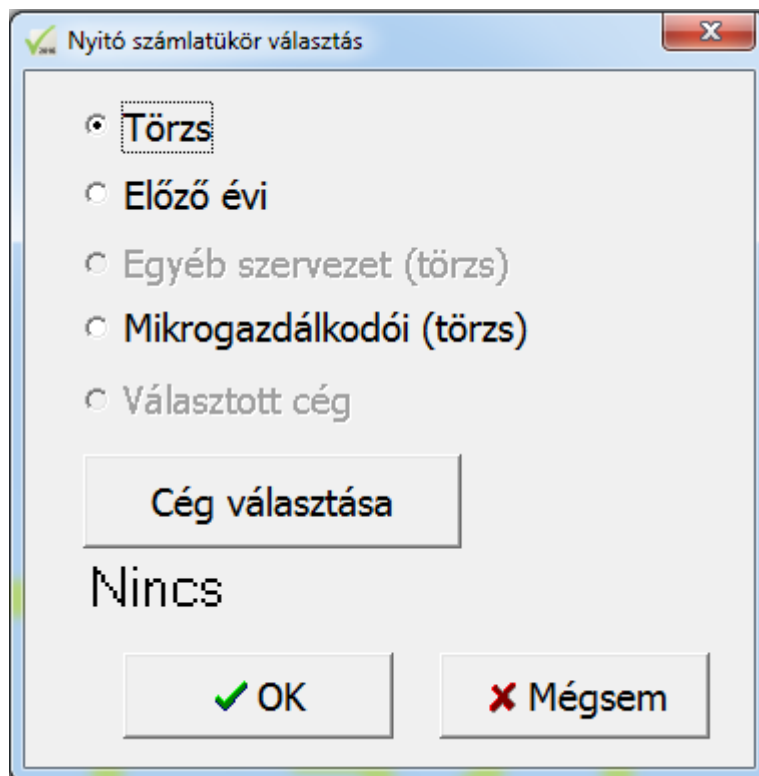 Nyitó számlatükör választás
Törzs
Előző évi
Egyéb szervezet (törzs)
Mikrogazdálkodói (törzs)
Választott cég
Cég választása
Nincs
OK
Mégsem